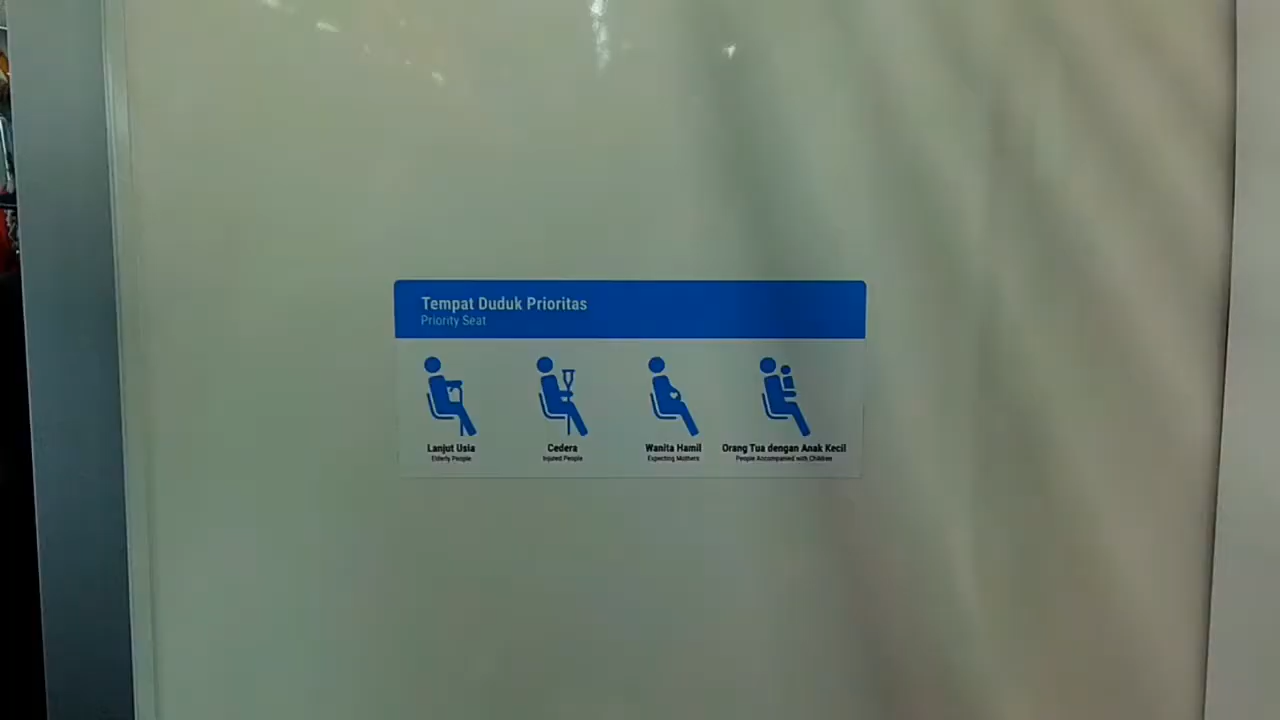 Tempat Duduk Prioritas
Priority Seat
Lanjut Usia
Elderly People
Cedera
Injured People
Wanita Hamil
Expecting Mothers
Orang Tua dengan Anak Kecil
People Accompanied with Children